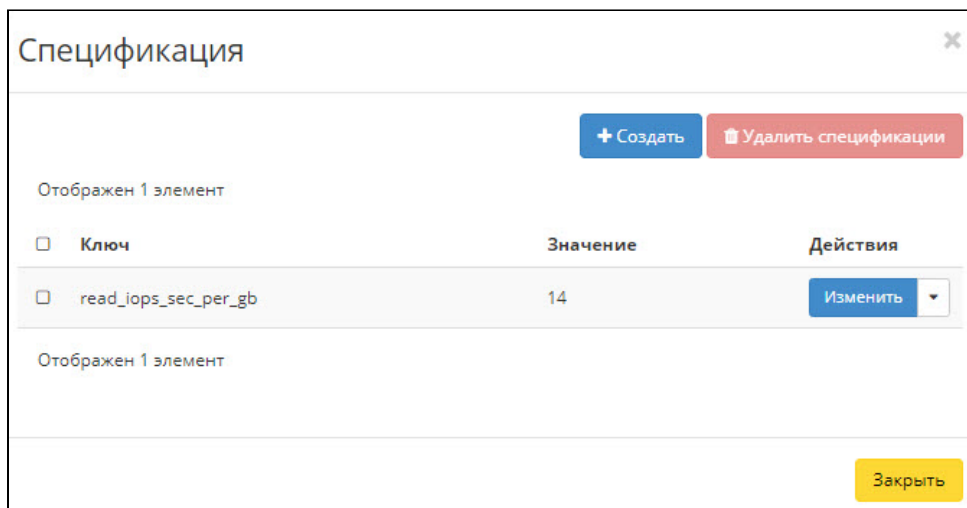 Спецификация
Создать Удалить спецификации
Отображен 1 элемент
Ключ Значение Действия
read_iops_sec_per_gb 14 Изменить
Отображен 1 элемент
Закрыть